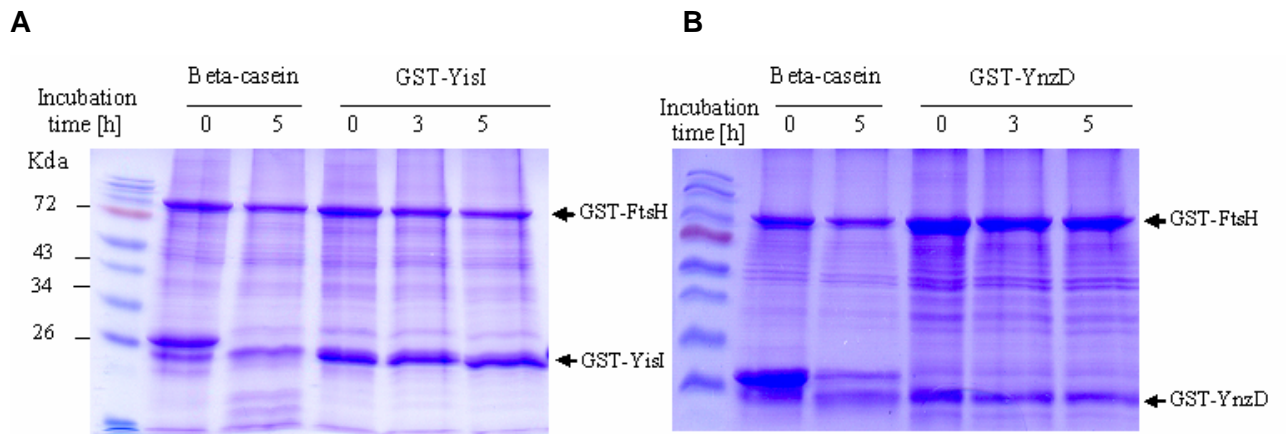 A
Beta-casein GST-YisI
Incubation
time [h] 0 5 0 3 5
Kda
72
43
34
26
GST-FtsH
GST-YisI
B
Beta-casein GST-YnzD
Incubation
time [h] 0 5 0 3 5
GST-FtsH
GST-YnzD